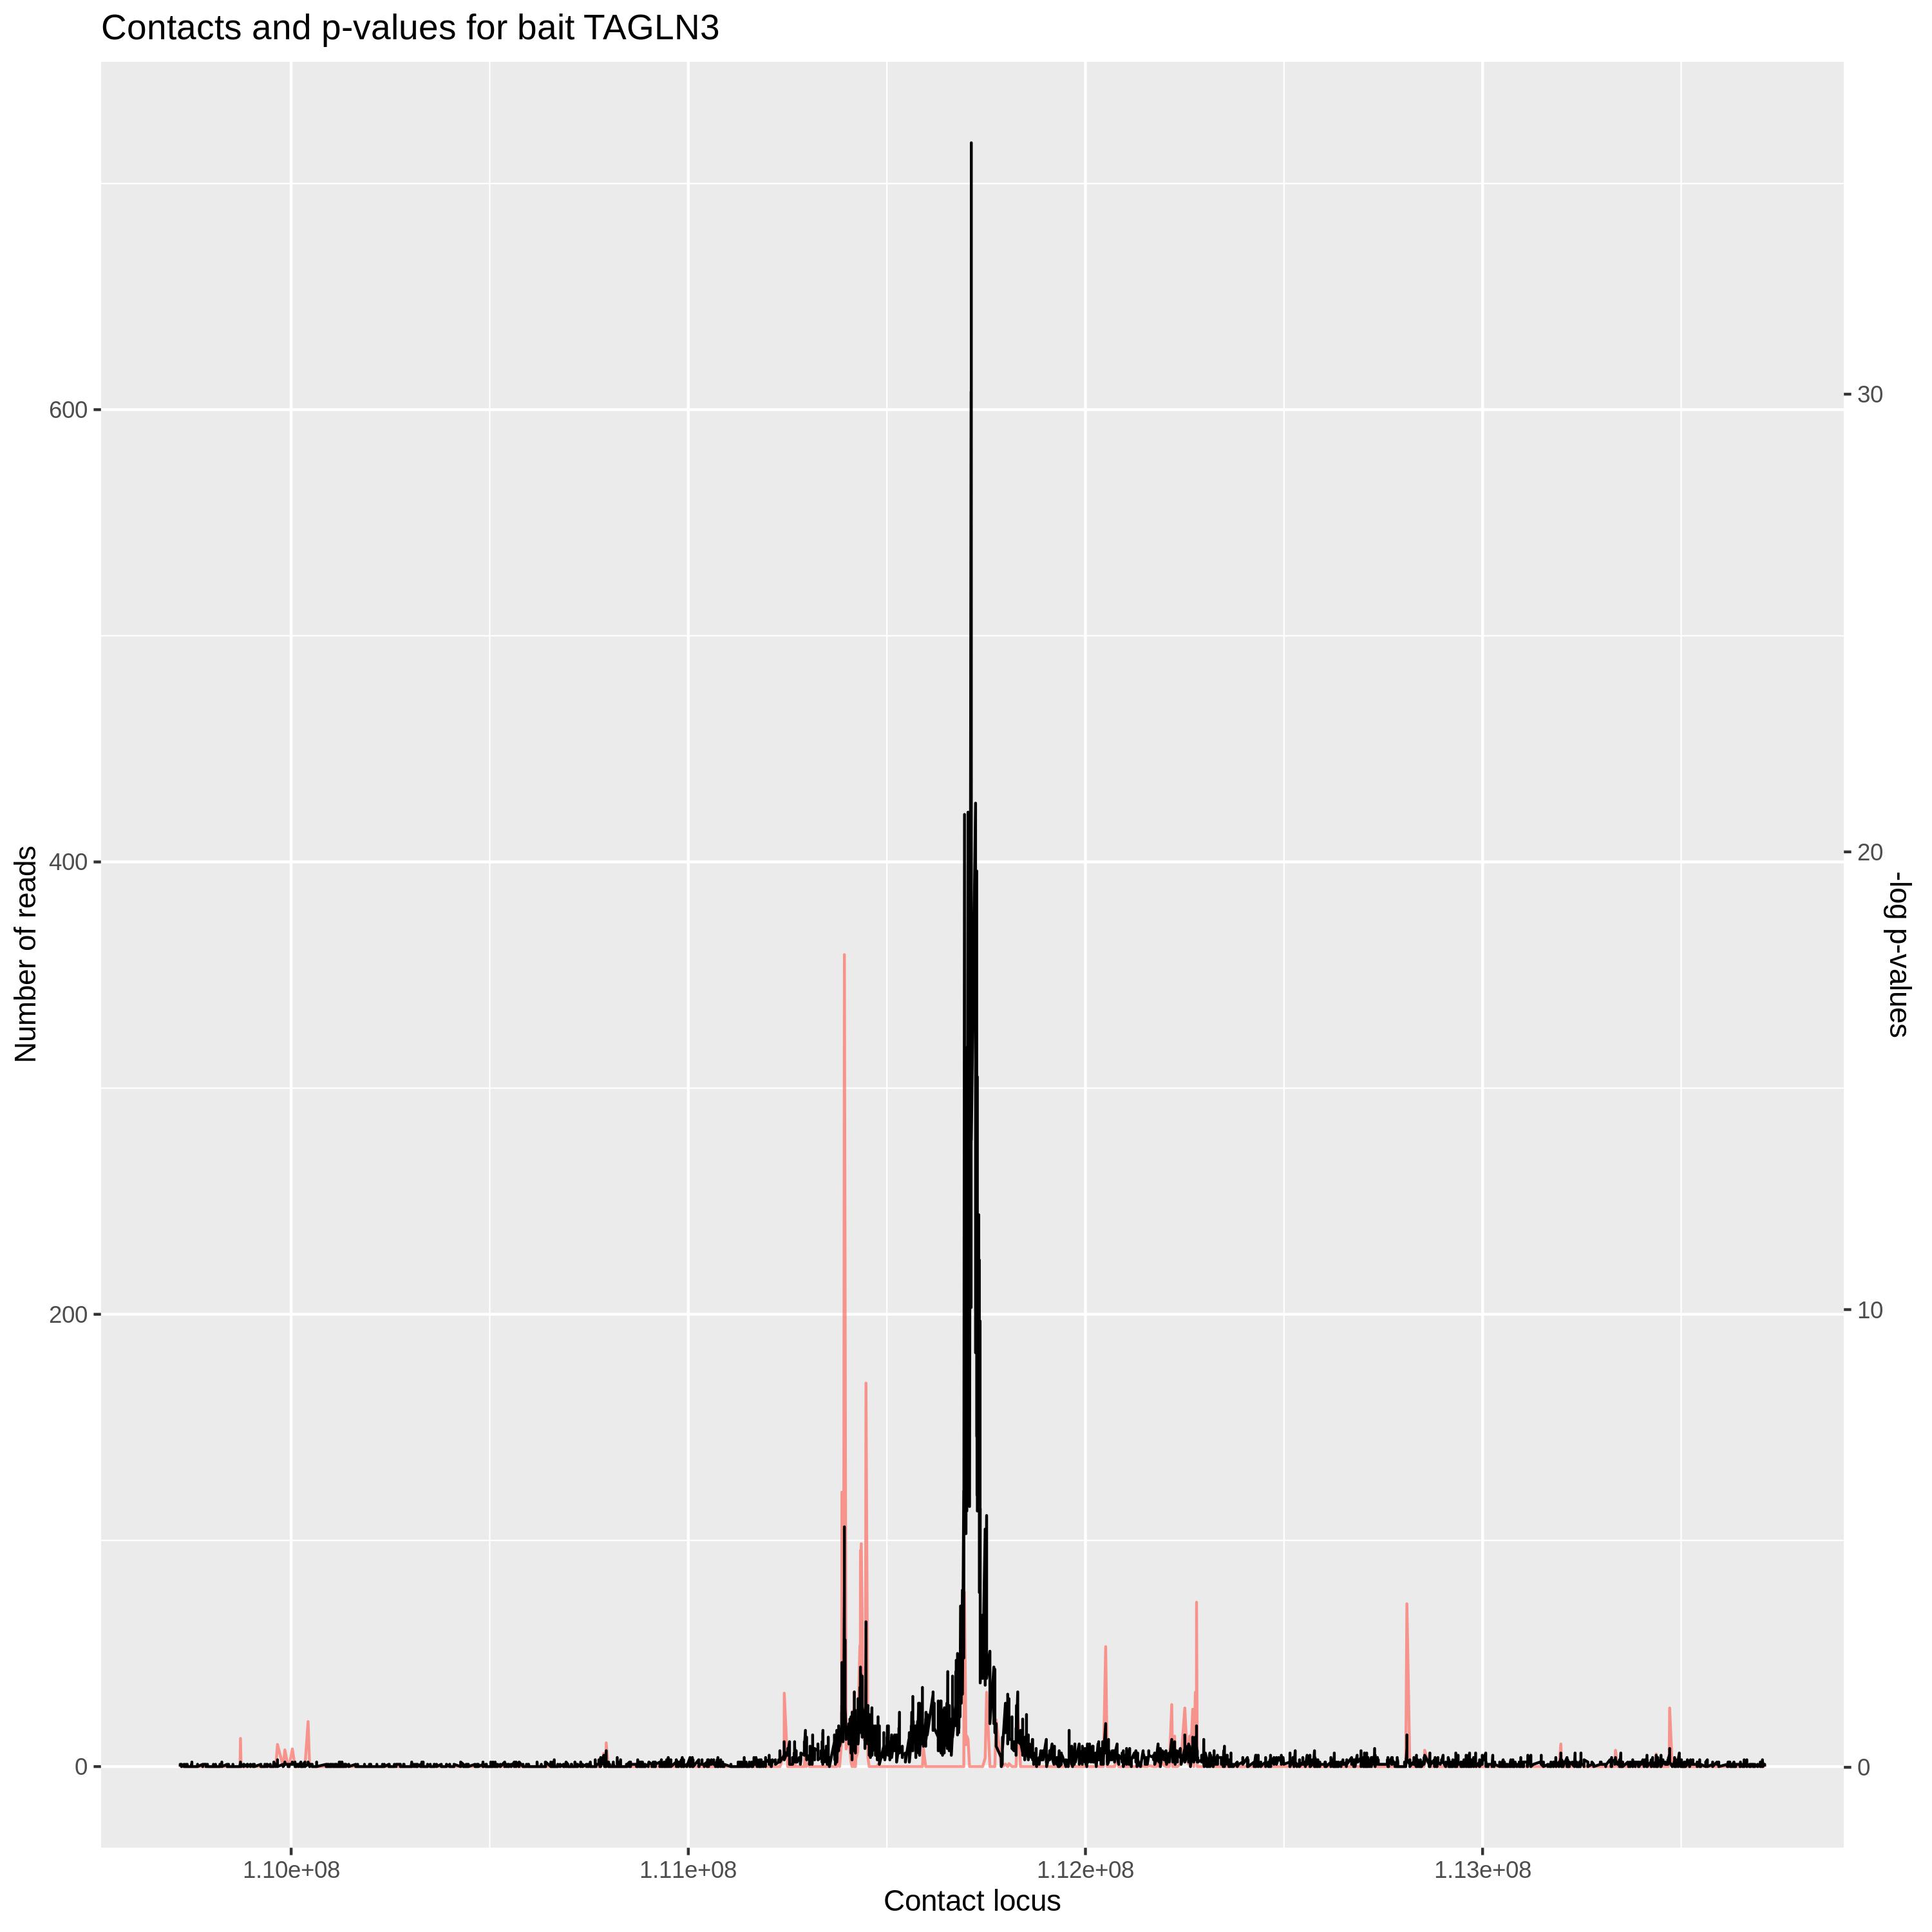 Contacts and p-values for bait TAGLN3
600
400
200
0
30
20
10
0
Number of reads
-log p-values
1.10e+08
1.11e+08
1.12e+08
1.13e+08
Contact locus